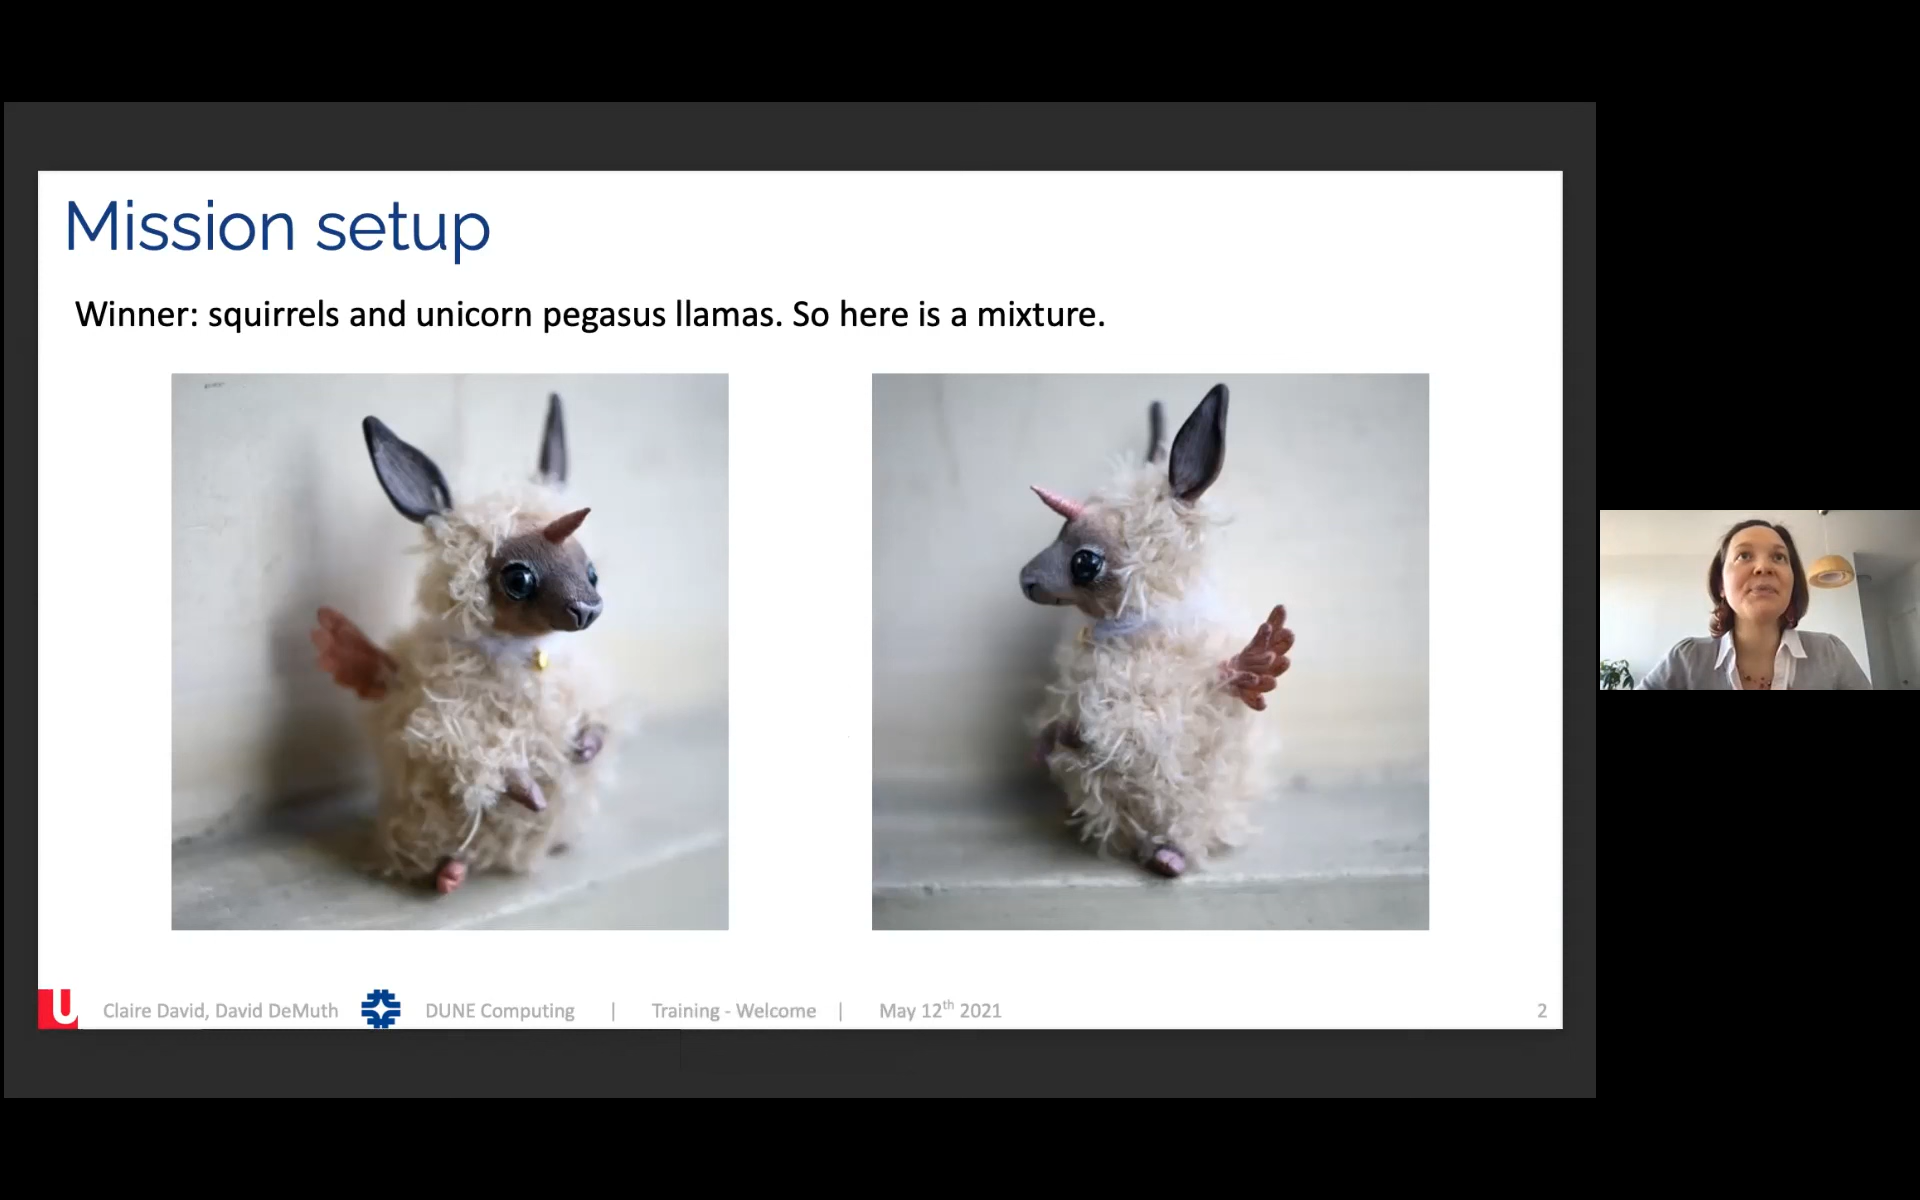 Mission setup
Winner: squirrels and unicorn pegasus llamas. So here is a mixture.
U Claire David, David DeMuth DUNE Computing | Training - Welcome | May 12th 2021 2